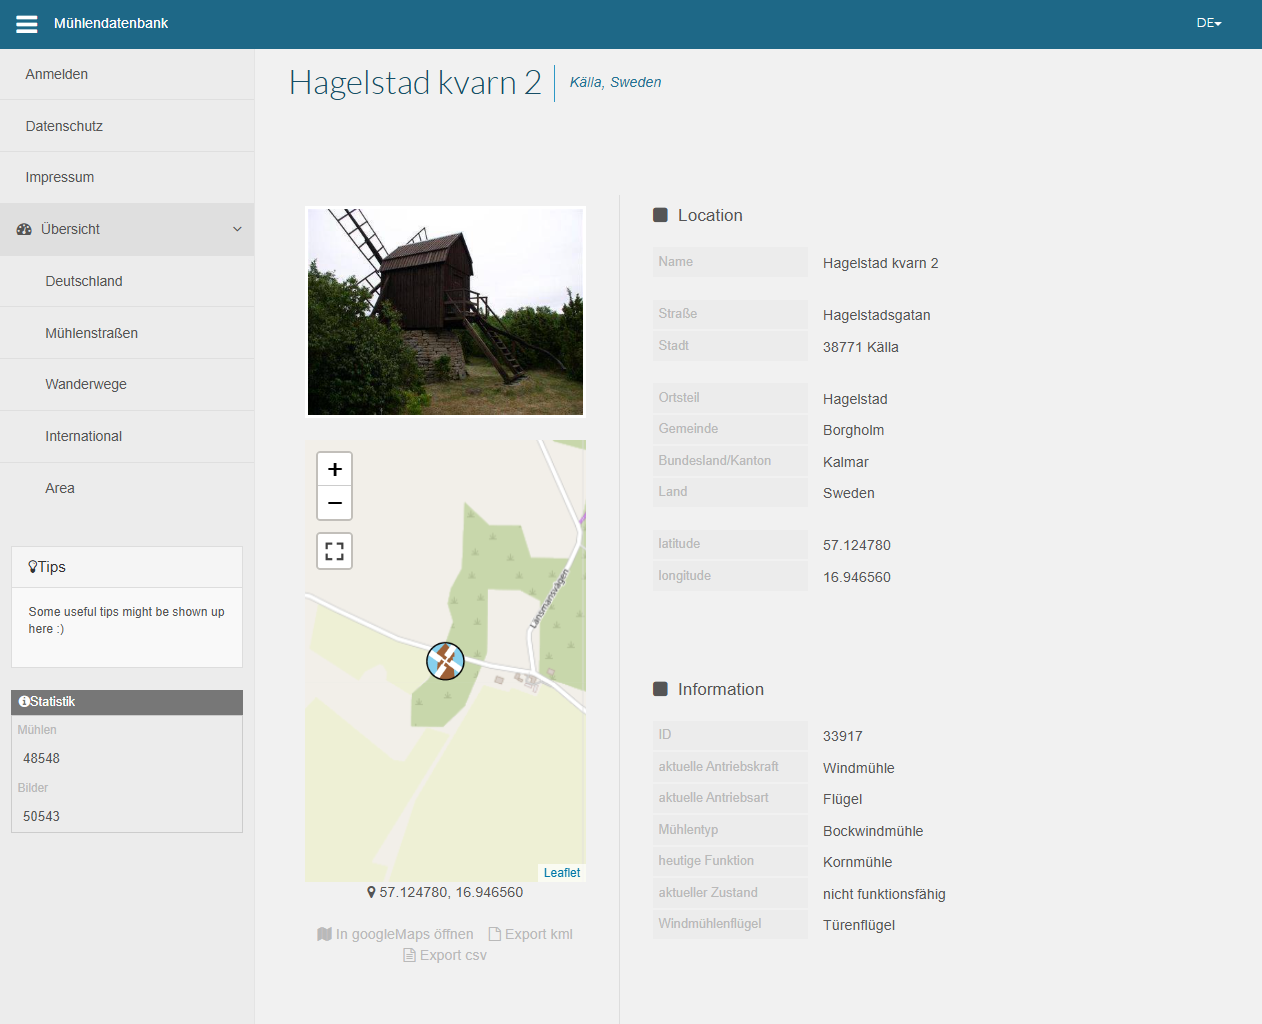 Mühlendatenbank
DE
Anmelden
Datenschutz
Impressum
Übersicht
Deutschland
Mühlenstraßen
Wanderwege
International
Area
Tips
Some useful tips might be shown up
here :)
Statistik
Mühlen
48548
Bilder
50543
Hagelstad kvarn 2
Källa, Sweden
+
−
Länsmansvägen
Leaflet
57.124780, 16.946560
In googleMaps öffnen
Export kml
Export csv
Location
Name Hagelstad kvarn 2
Straße Hagelstadsgatan
Stadt 38771 Källa
Ortsteil Hagelstad
Gemeinde Borgholm
Bundesland/Kanton Kalmar
Land Sweden
latitude 57.124780
longitude 16.946560
Information
ID 33917
aktuelle Antriebskraft Windmühle
aktuelle Antriebsart Flügel
Mühlentyp Bockwindmühle
heutige Funktion Kornmühle
aktueller Zustand nicht funktionsfähig
Windmühlenflügel Türenflügel